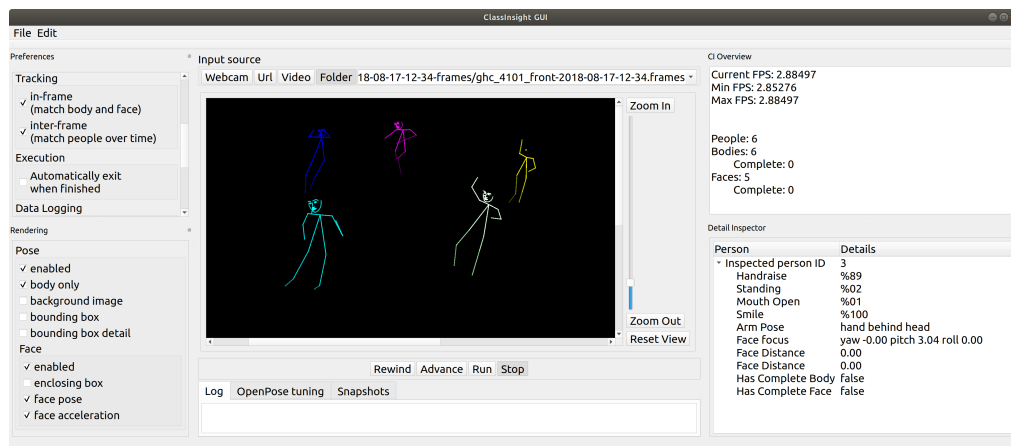 ClassInsight GUI
File Edit
Preferences
Tracking
in-frame
(match body and face)
inter-frame
(match people over time)
Execution
Automatically exit
when finished
Data Logging
Rendering
Pose
enabled
body only
background image
bounding box
bounding box detail
Face
enabled
enclosing box
face pose
face acceleration
Input source
Webcam Url Video Folder 18-08-17-12-34-frames/ghc_4101_front-2018-08-17-12-34.frames
Zoom In
Zoom Out
Reset View
Rewind Advance Run Stop
Log OpenPose tuning Snapshots
CI Overview
Current FPS: 2.88497
Min FPS: 2.85276
Max FPS: 2.88497
People: 6
Bodies: 6
Complete: 0
Faces: 5
Complete: 0
Detail Inspector
Person Details
Inspected person ID 3
Handraise %89
Standing %02
Mouth Open %01
Smile %100
Arm Pose hand behind head
Face focus yaw -0.00 pitch 3.04 roll 0.00
Face Distance 0.00
Face Distance 0.00
Has Complete Body false
Has Complete Face false